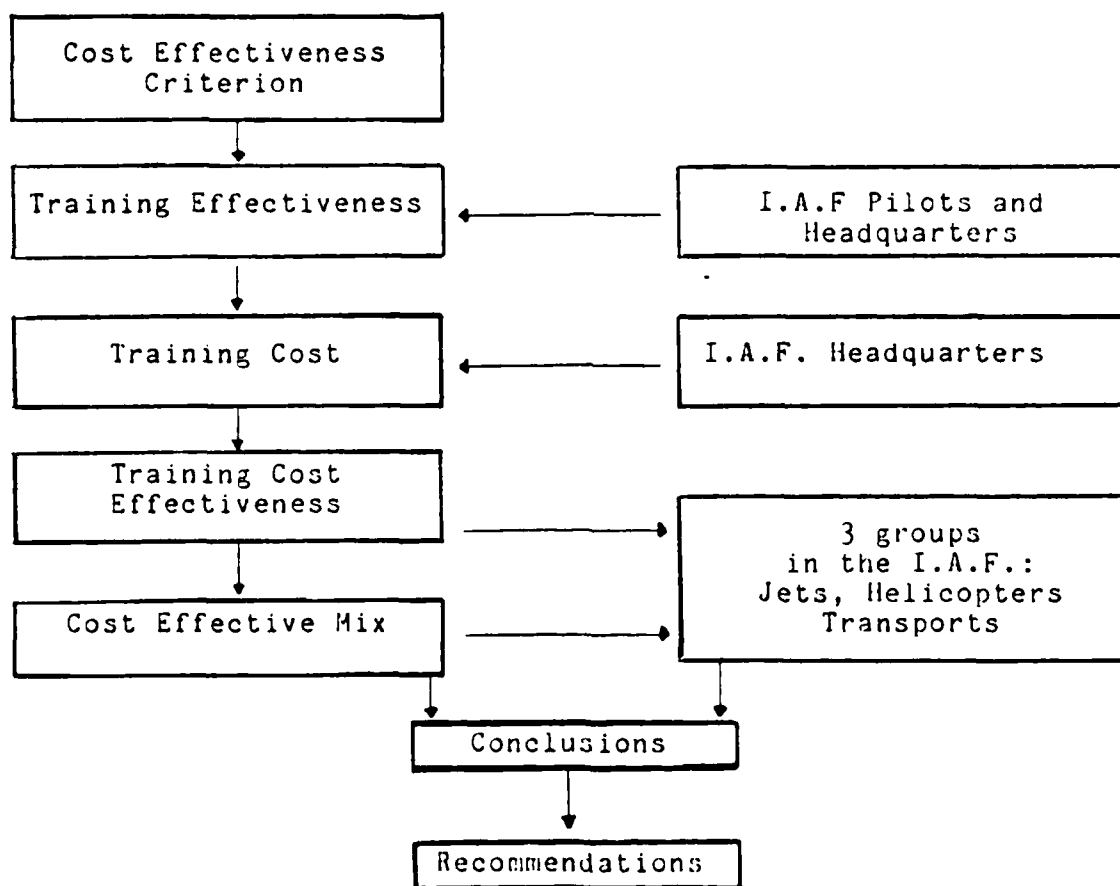 Cost Effectiveness
Criterion
Training Effectiveness
I.A.F Pilots and
Headquarters
Training Cost
I.A.F. Headquarters
Training Cost
Effectiveness
3 groups
in the I.A.F.:
Jets, Helicopters
Transports
Cost Effective Mix
Conclusions
Recommendations